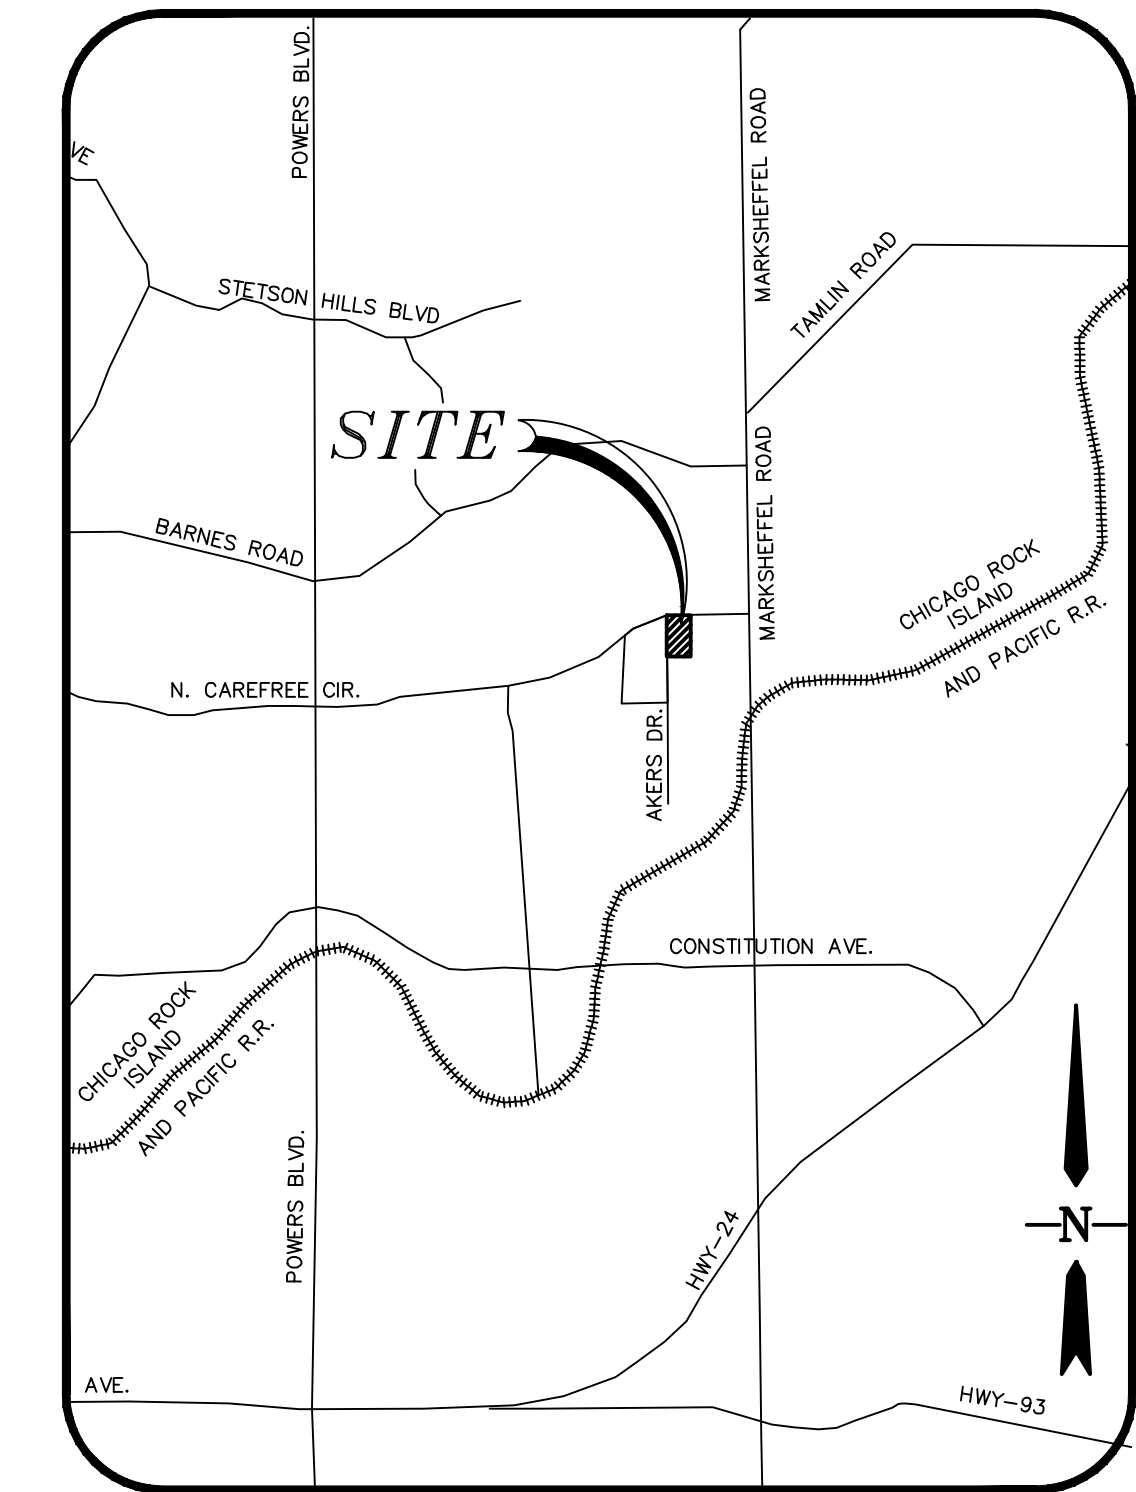 POWERS BLVD.
MARKSHEFFEL ROAD
VE
TAMLIN ROAD
STETSON HILLS BLVD
SITE
MARKSHEFFEL ROAD
BARNES ROAD
CHICAGO ROCK
ISLAND
AND PACIFIC R.R.
N. CAREFREE CIR.
AKERS DR.
CONSTITUTION AVE.
CHICAGO ROCK
ISLAND
AND PACIFIC R.R.
POWERS BLVD.
HWY-24
N
AVE.
HWY-93